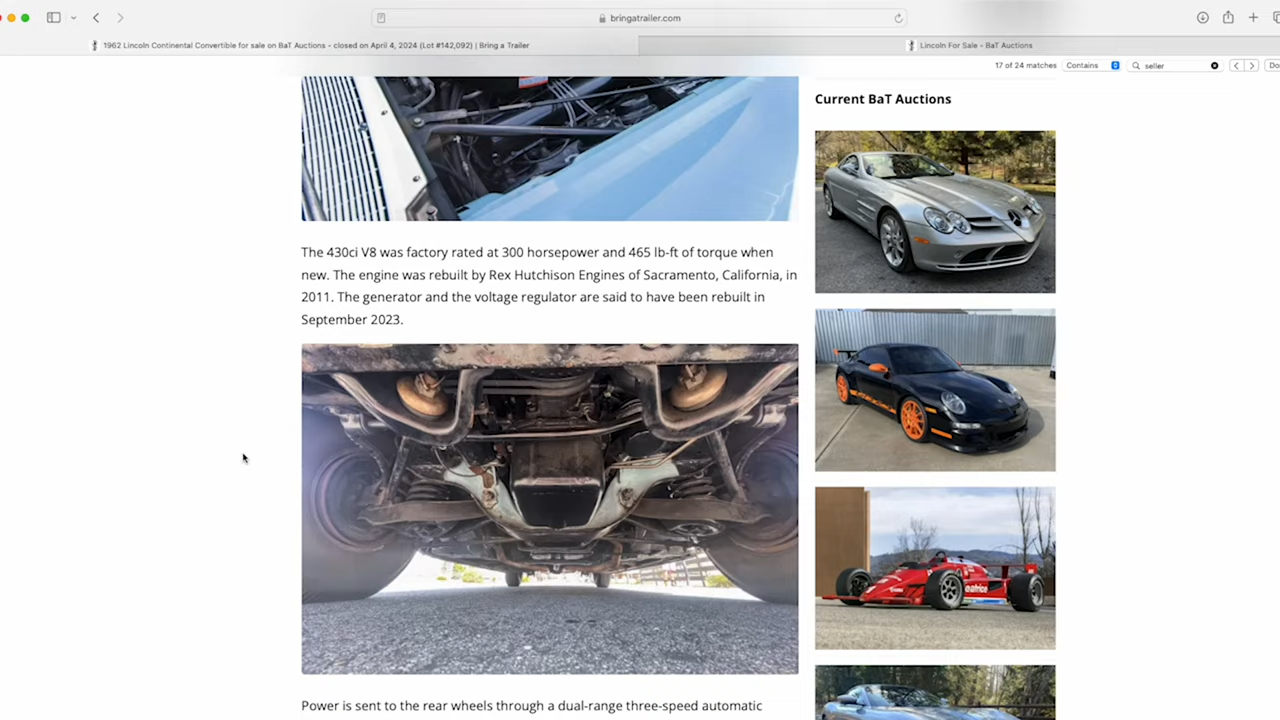 bringatrailer.com
1962 Lincoln Continental Convertible for sale on BaT Auctions - closed on April 4, 2024 (Lot #142,092) | Bring a Trailer
Lincoln For Sale - BaT Auctions
17 of 24 matches
Contains
seller
Do
Current BaT Auctions
The 430ci V8 was factory rated at 300 horsepower and 465 lb-ft of torque when
new. The engine was rebuilt by Rex Hutchison Engines of Sacramento, California, in
2011. The generator and the voltage regulator are said to have been rebuilt in
September 2023.
Power is sent to the rear wheels through a dual-range three-speed automatic